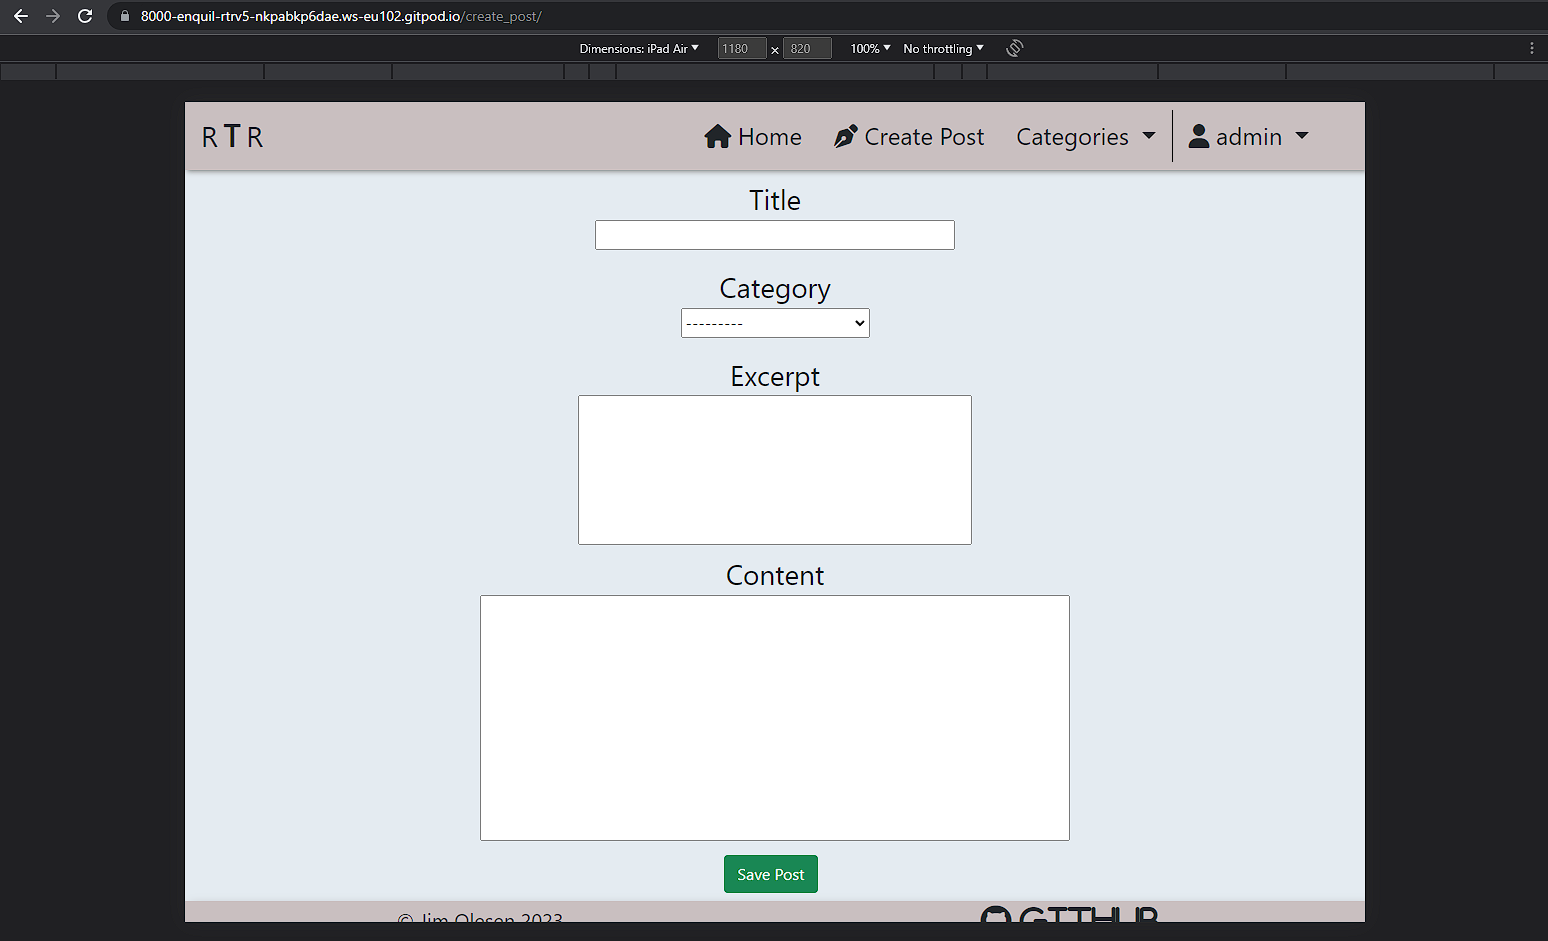 8000-enquil-rtrv5-nkpabkp6dae.ws-eu102.gitpod.io/create_post/
Dimensions: iPad Air 1180 x 820 100% No throttling
R T R Home Create Post Categories admin
Title
Category
---------
Excerpt
Content
Save Post
© Jim Olesen 2023 GITHUB